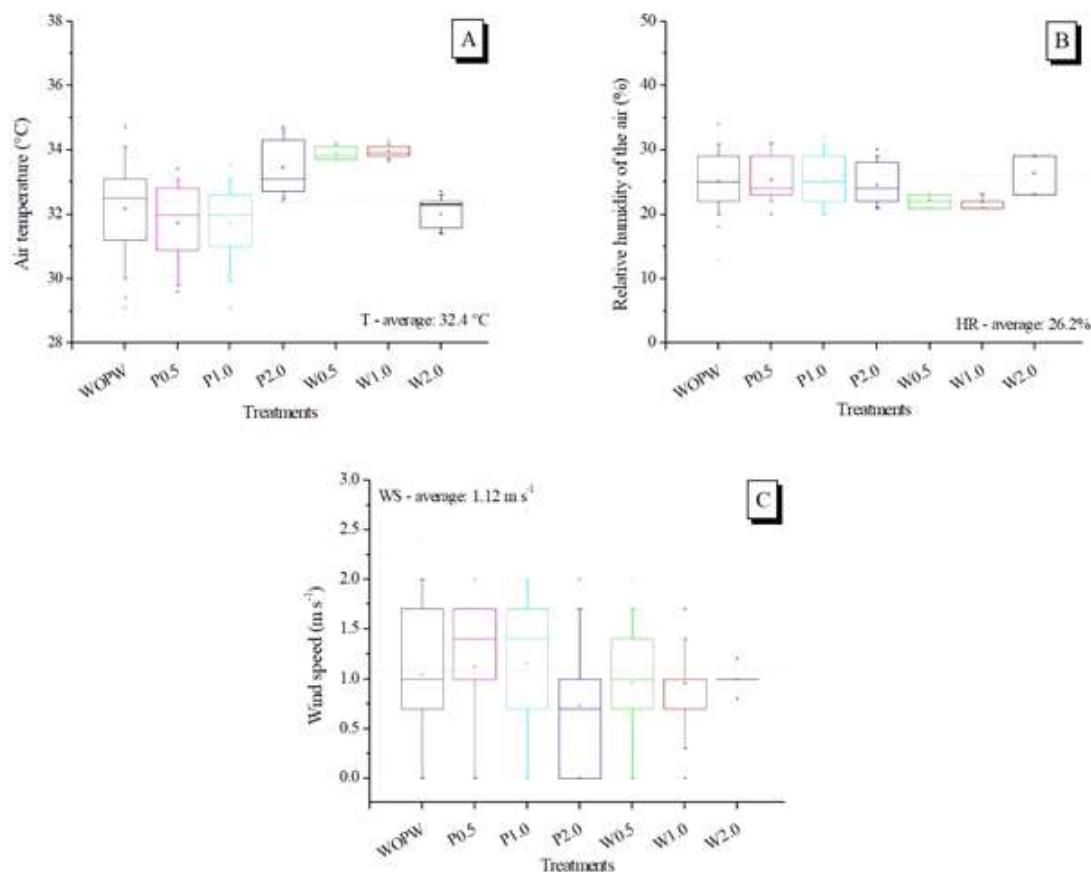 A
38
36
34
32
30
28
Air temperature (°C)
T - average: 32.4 °C
WOPW P0.5 P1.0 P2.0 W0.5 W1.0 W2.0
Treatments
B
50
40
30
20
10
0
Relative humidity of the air (%)
HR - average: 26.2%
WOPW P0.5 P1.0 P2.0 W0.5 W1.0 W2.0
Treatments
C
WS - average: 1.12 m s⁻¹
3.0
2.5
2.0
1.5
1.0
0.5
0.0
Wind speed (m s⁻¹)
WOPW P0.5 P1.0 P2.0 W0.5 W1.0 W2.0
Treatments